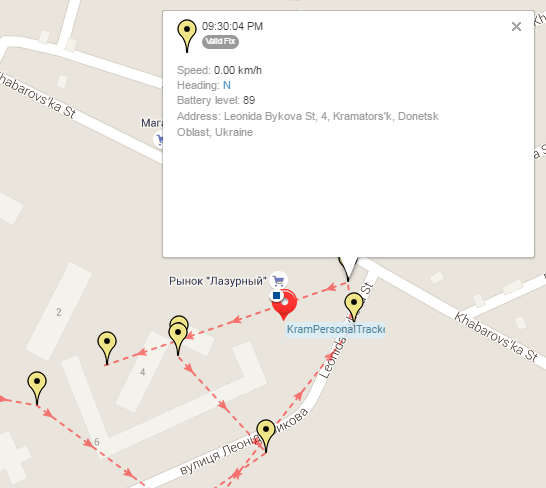 09:30:04 PM
Valid Fix
Speed: 0.00 km/h
Heading: N
Battery level: 89
Address: Leonida Bykova St, 4, Kramators'k, Donetsk
Oblast, Ukraine
Khabarovs'ka St
Мага
Рынок "Лазурный"
KramPersonalTracke
Khabarovs'ka St
2
4
6
вулиця Леоніда Бикова